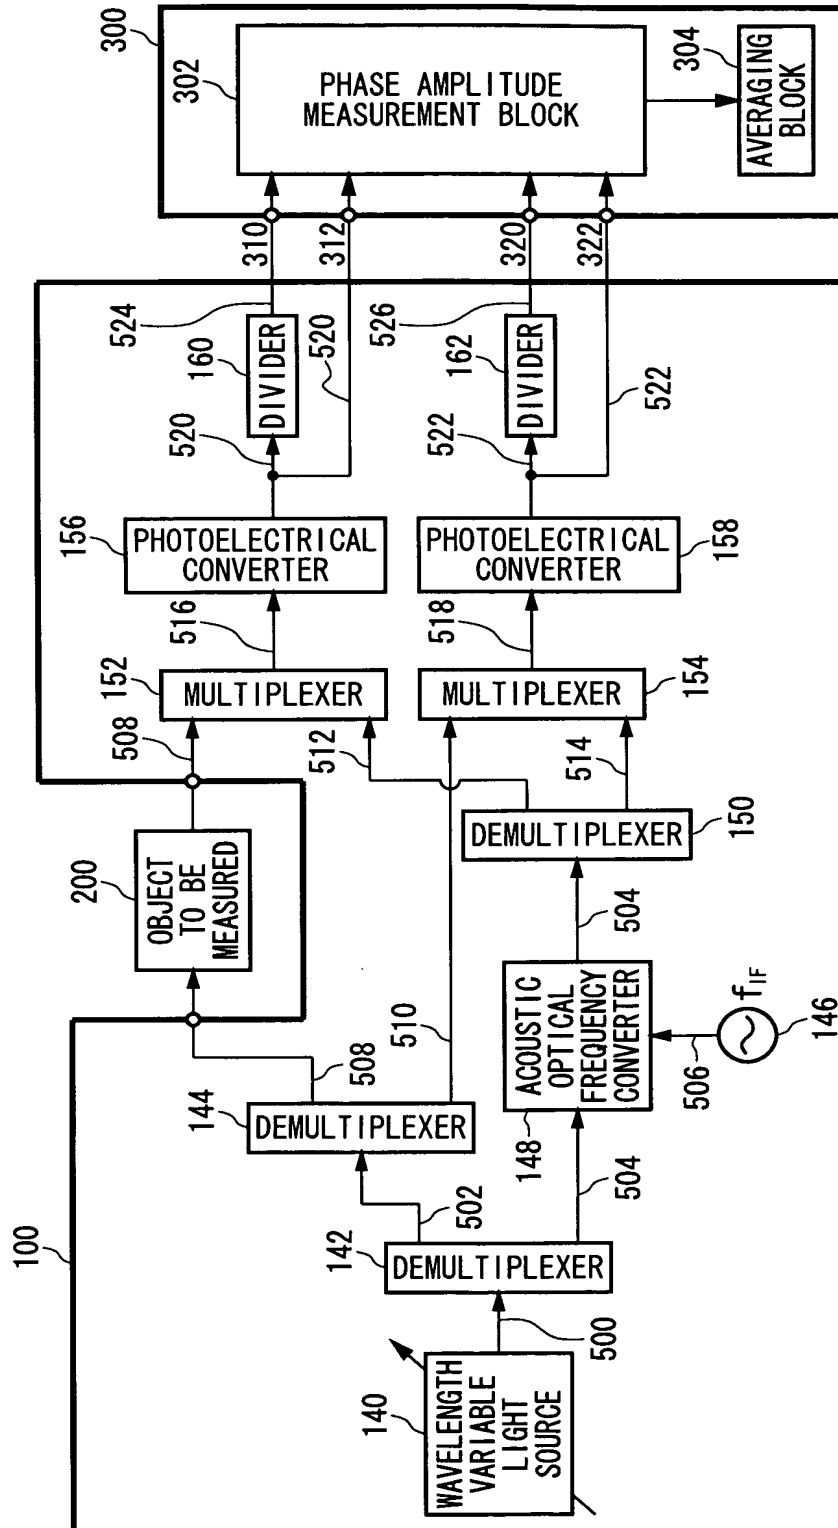 100
140
WAVELENGTH
VARIABLE
LIGHT
SOURCE
500
142
DEMULTIPLEXER
502
504
144
DEMULTIPLEXER
508
510
148
ACOUSTIC
OPTICAL
FREQUENCY
CONVERTER
506
fIF
146
504
200
OBJECT
TO BE
MEASURED
508
DEMULTIPLEXER
150
512
514
152
MULTIPLEXER
MULTIPLEXER
154
516
518
156
PHOTOELECTRICAL
CONVERTER
PHOTOELECTRICAL
CONVERTER
158
520
522
160
DIVIDER
520
162
DIVIDER
522
524
526
310
312
320
322
300
302
PHASE AMPLITUDE
MEASUREMENT BLOCK
304
AVERAGING
BLOCK